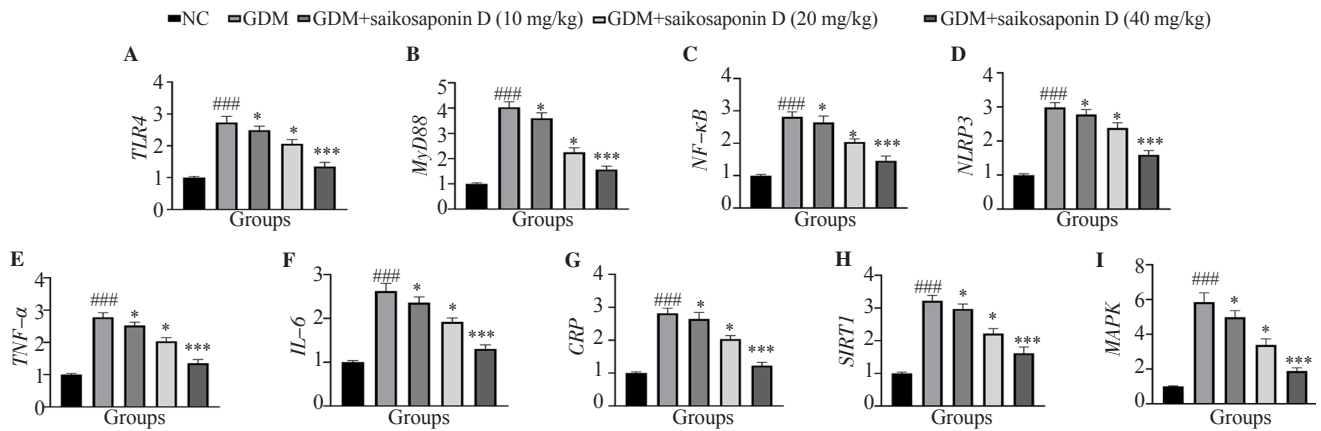 NC GDM GDM+saikosaponin D (10 mg/kg) GDM+saikosaponin D (20 mg/kg) GDM+saikosaponin D (40 mg/kg)
A
TLR4
4
3
2
1
0
###
*
*
***
Groups
B
MyD88
5
4
3
2
1
0
###
*
*
***
Groups
C
NF-κB
4
3
2
1
0
###
*
*
***
Groups
D
NLRP3
4
3
2
1
0
###
*
*
***
Groups
E
TNF-α
4
3
2
1
0
###
*
*
***
Groups
F
IL-6
3
2
1
0
###
*
*
***
Groups
G
CRP
4
3
2
1
0
###
*
*
***
Groups
H
SIRT1
4
3
2
1
0
###
*
*
***
Groups
I
MAPK
8
6
4
2
0
###
*
*
***
Groups